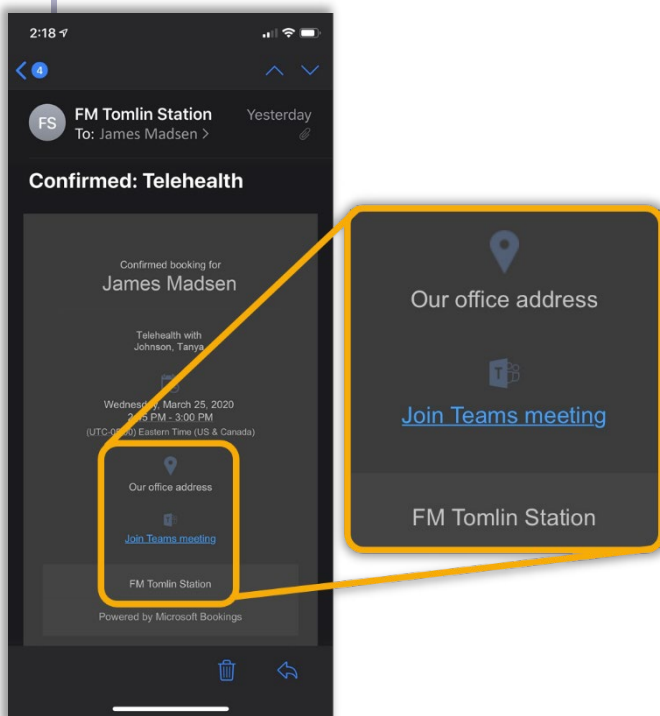 2:18
4
FS
FM Tomlin Station
Yesterday
To: James Madsen >
Confirmed: Telehealth
Confirmed booking for
James Madsen
Telehealth with
Johnson, Tanya
Wednesday, March 25, 2020
PM - 3:00 PM
Eastern Time (US & Canada)
Our office address
Join Teams meeting
FM Tomlin Station
Powered by Microsoft Bookings
Our office address
Join Teams meeting
FM Tomlin Station